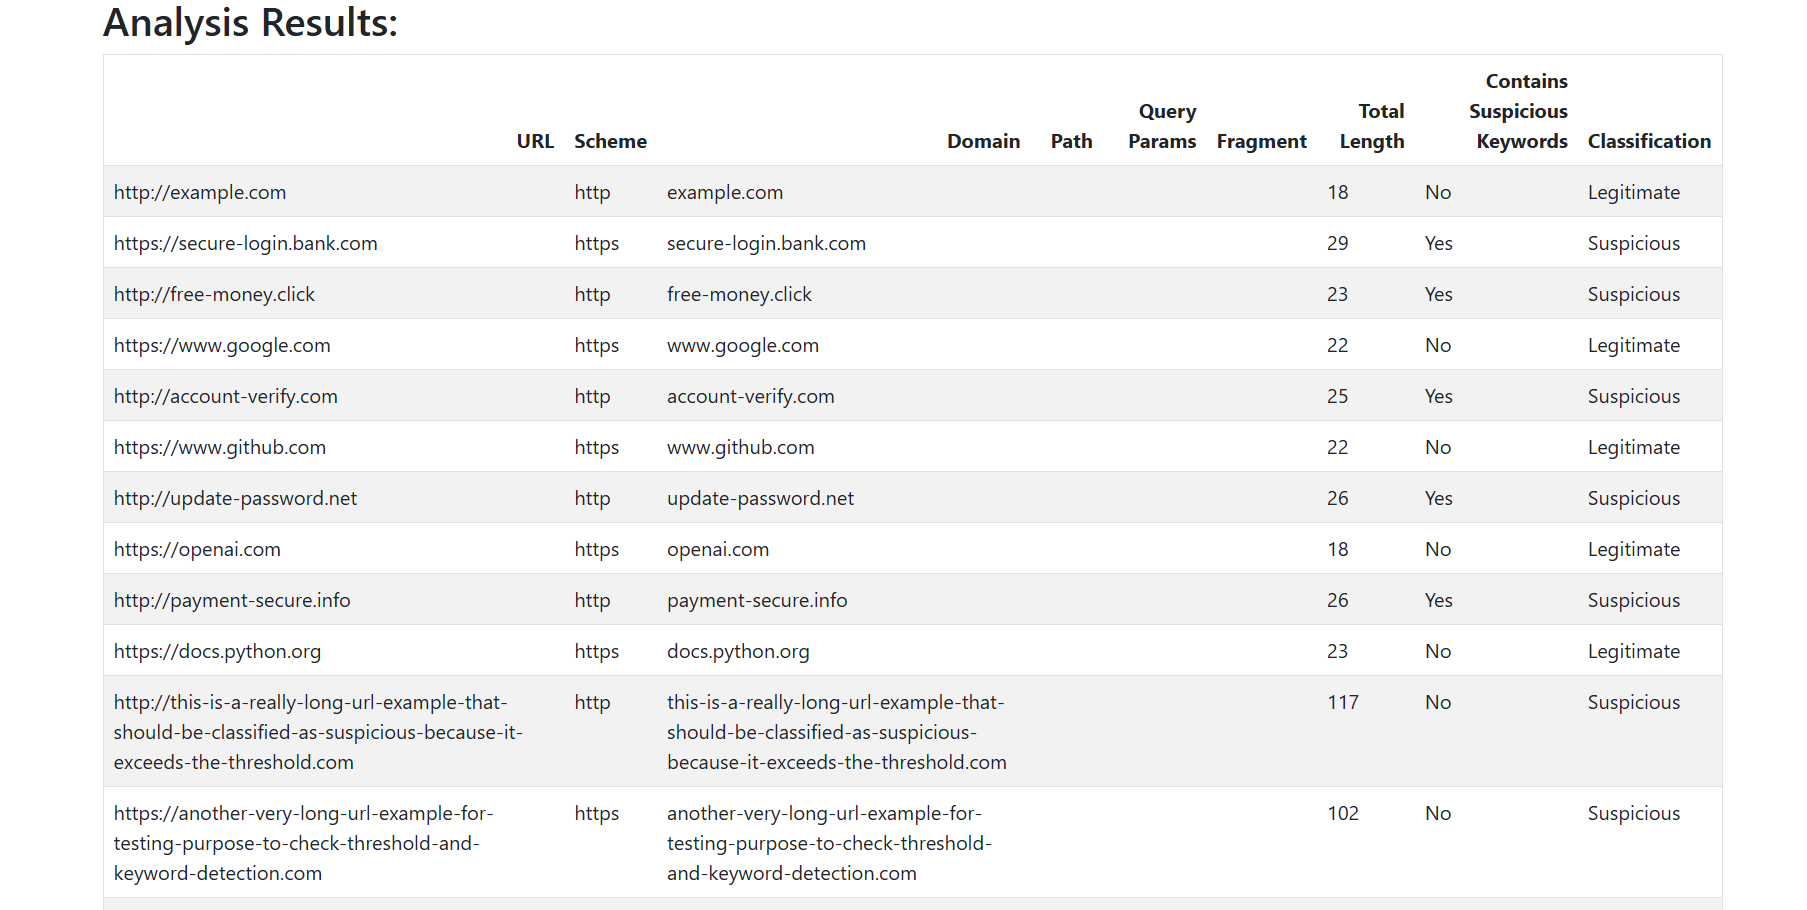 Analysis Results:
URL Scheme Domain Path Query Params Fragment Total Length Contains Suspicious Keywords Classification
http://example.com http example.com 18 No Legitimate
https://secure-login.bank.com https secure-login.bank.com 29 Yes Suspicious
http://free-money.click http free-money.click 23 Yes Suspicious
https://www.google.com https www.google.com 22 No Legitimate
http://account-verify.com http account-verify.com 25 Yes Suspicious
https://www.github.com https www.github.com 22 No Legitimate
http://update-password.net http update-password.net 26 Yes Suspicious
https://openai.com https openai.com 18 No Legitimate
http://payment-secure.info http payment-secure.info 26 Yes Suspicious
https://docs.python.org https docs.python.org 23 No Legitimate
http://this-is-a-really-long-url-example-that- http this-is-a-really-long-url-example-that- 117 No Suspicious
should-be-classified-as-suspicious-because-it- should-be-classified-as-suspicious-
exceeds-the-threshold.com because-it-exceeds-the-threshold.com
https://another-very-long-url-example-for- https another-very-long-url-example-for- 102 No Suspicious
testing-purpose-to-check-threshold-and- testing-purpose-to-check-threshold-
keyword-detection.com and-keyword-detection.com